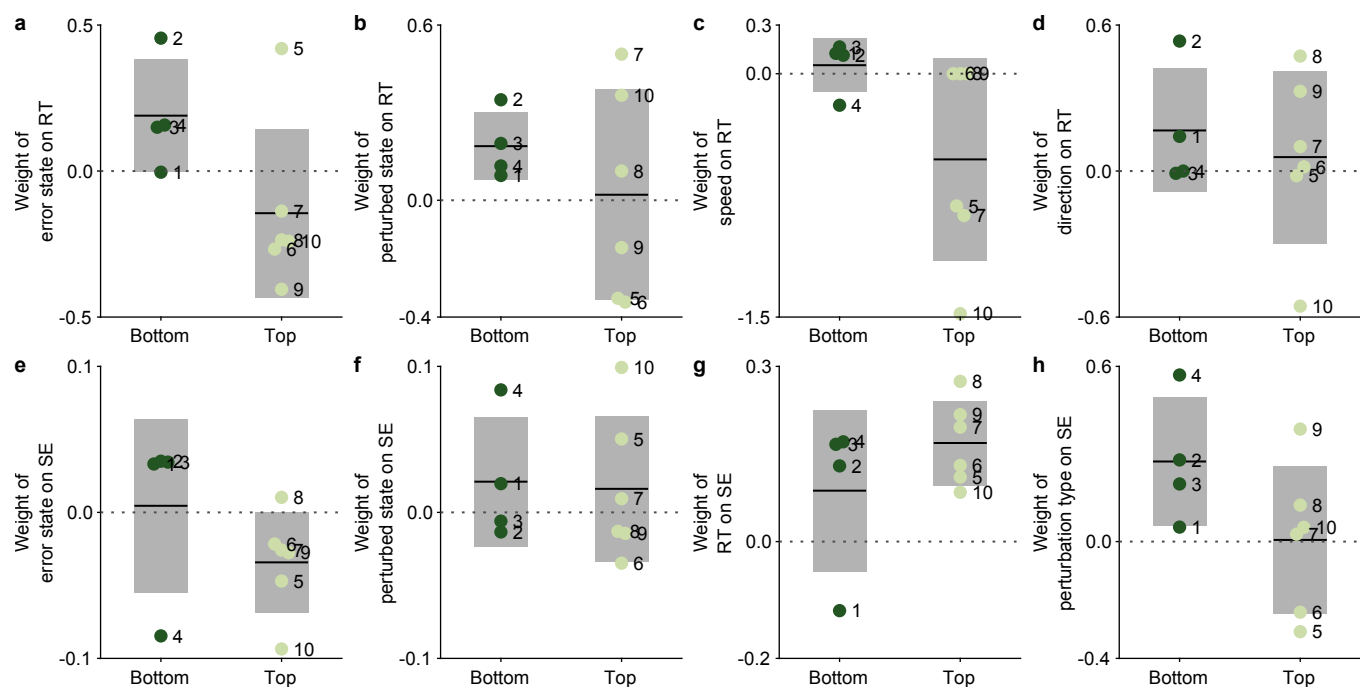 a
0.5
0.0
-0.5
Weight of
error state on RT
2
4
3
1
5
7
8
10
6
9
Bottom
Top
b
0.6
0.0
-0.4
Weight of
perturbed state on RT
2
3
4
1
7
10
8
9
5
6
Bottom
Top
c
0.3
0.0
-1.5
Weight of
speed on RT
3
1
2
4
6
8
9
5
7
10
Bottom
Top
d
0.6
0.0
-0.6
Weight of
direction on RT
2
1
4
3
8
9
7
6
5
10
Bottom
Top
e
0.1
0.0
-0.1
Weight of
error state on SE
2
1
3
4
8
6
7
9
5
10
Bottom
Top
f
0.1
0.0
-0.1
Weight of
perturbed state on SE
4
1
3
2
10
5
7
8
9
6
Bottom
Top
g
0.3
0.0
-0.2
Weight of
RT on SE
4
3
2
1
8
9
7
6
5
10
Bottom
Top
h
0.6
0.0
-0.4
Weight of
perturbation type on SE
4
2
3
1
9
8
10
7
6
5
Bottom
Top